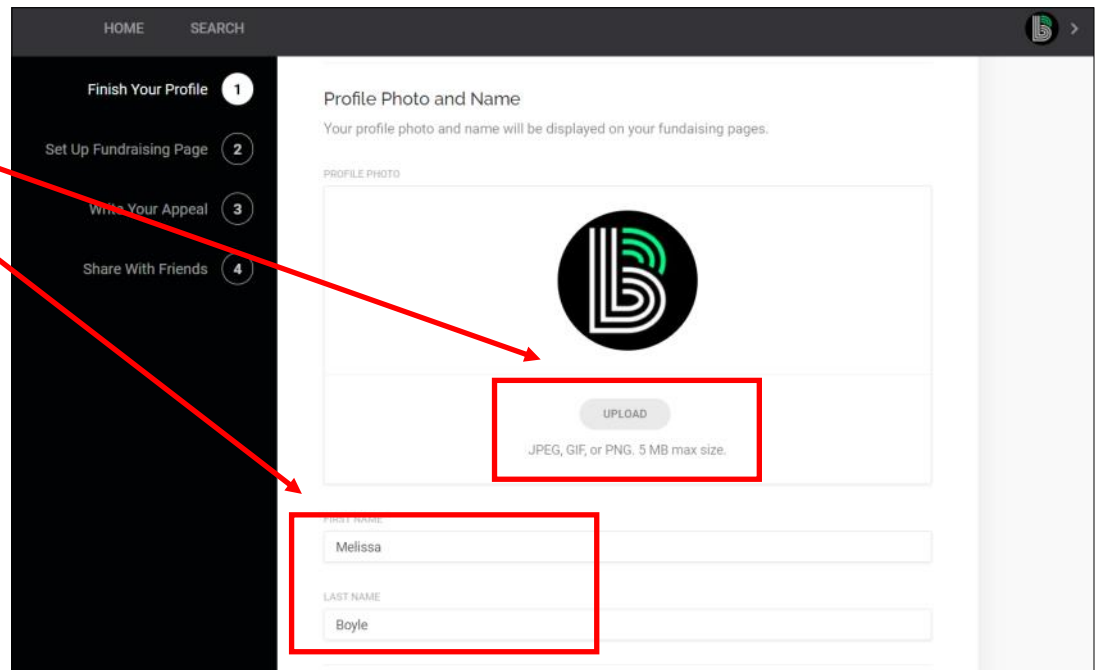 HOME SEARCH
Finish Your Profile 1
Set Up Fundraising Page 2
Write Your Appeal 3
Share With Friends 4
Profile Photo and Name
Your profile photo and name will be displayed on your fundaising pages.
PROFILE PHOTO
UPLOAD
JPEG, GIF, or PNG. 5 MB max size.
FIRST NAME
Melissa
LAST NAME
Boyle